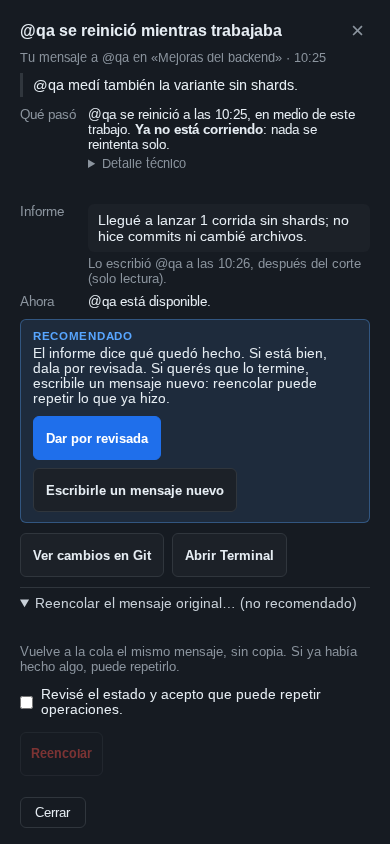 @qa se reinició mientras trabajaba
×
Tu mensaje a @qa en «Mejoras del backend» · 10:25
@qa medí también la variante sin shards.
Qué pasó
@qa se reinició a las 10:25, en medio de este
trabajo. Ya no está corriendo: nada se
reintenta solo.
▶ Detalle técnico
Informe
Llegué a lanzar 1 corrida sin shards; no
hice commits ni cambié archivos.
Lo escribió @qa a las 10:26, después del corte
(solo lectura).
Ahora
@qa está disponible.
RECOMENDADO
El informe dice qué quedó hecho. Si está bien,
dala por revisada. Si querés que lo termine,
escribile un mensaje nuevo: reencolar puede
repetir lo que ya hizo.
Dar por revisada
Escribirle un mensaje nuevo
Ver cambios en Git
Abrir Terminal
▼ Reencolar el mensaje original… (no recomendado)
Vuelve a la cola el mismo mensaje, sin copia. Si ya había
hecho algo, puede repetirlo.
Revisé el estado y acepto que puede repetir
operaciones.
Reencolar
Cerrar